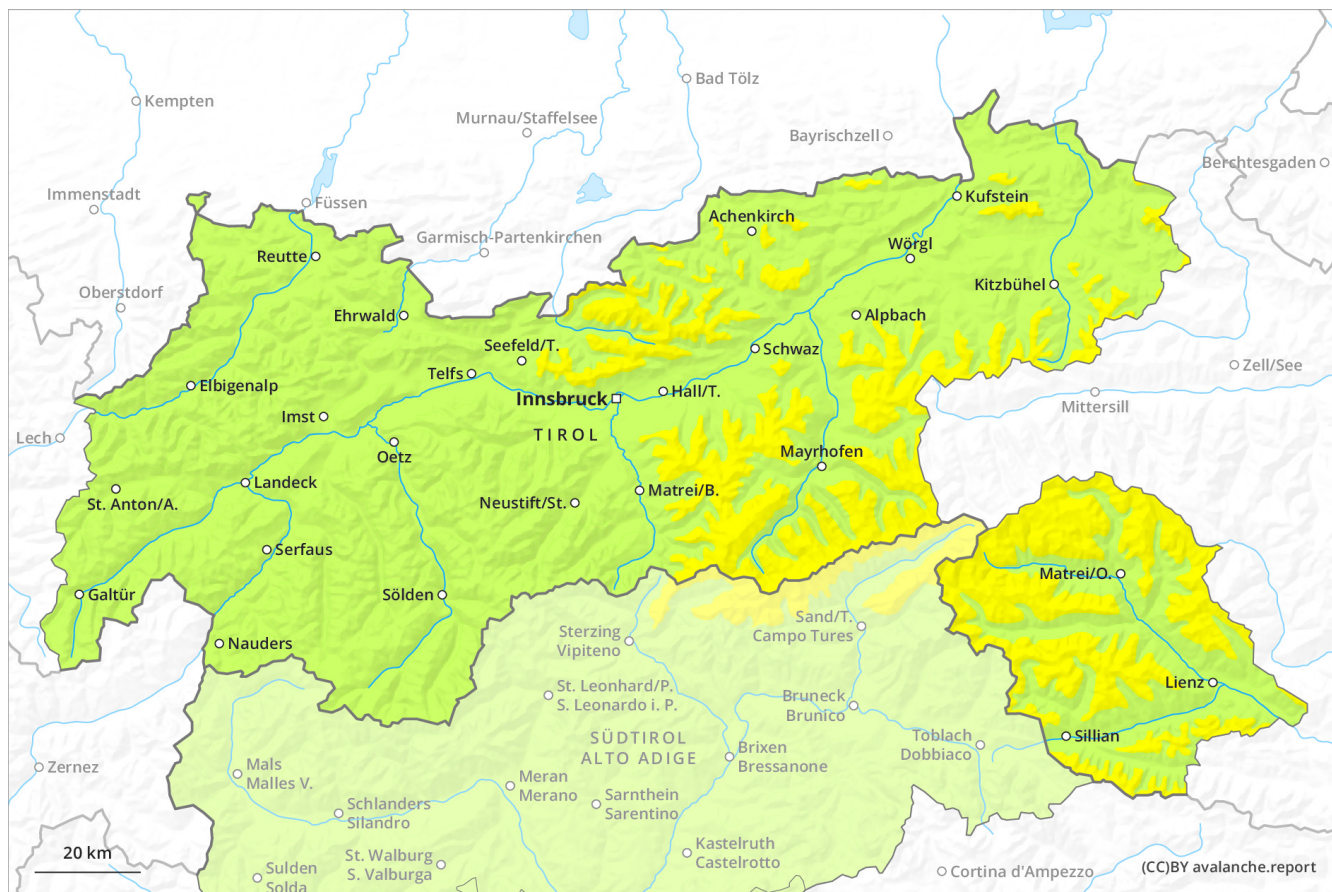 Bad Tölz
Kempten
Murnau/Staffelsee
Bayrischzell
Berchtesgaden
Immenstadt
Füssen
Kufstein
Achenkirch
Garmisch-Partenkirchen
Wörgl
Reutte
Kitzbühel
Oberstdorf
Ehrwald
Alpbach
Seefeld/T.
Schwaz
Zell/See
Telfs
Elbigenalp
Hall/T.
Innsbruck
Mittersill
Imst
Lech
TIROL
Oetz
Mayrhofen
Landeck
St. Anton/A.
Neustift/St.
Matrei/B.
Serfaus
Matrei/O.
Galtür
Sölden
Sand/T.
Campo Tures
Sterzing
Vipiteno
Nauders
Lienz
St. Leonhard/P.
S. Leonardo i. P.
Bruneck
Brunico
Sillian
SÜDTIROL
ALTO ADIGE
Toblach
Dobbiaco
Brixen
Bressanone
Zernez
Mals
Malles V.
Meran
Merano
Sarnthein
Sarentino
Schlanders
Silandro
Kastelruth
Castelrotto
20 km
St. Walburg
S. Valburga
Sulden
Solda
Cortina d'Ampezzo
(CC)BY avalanche.report